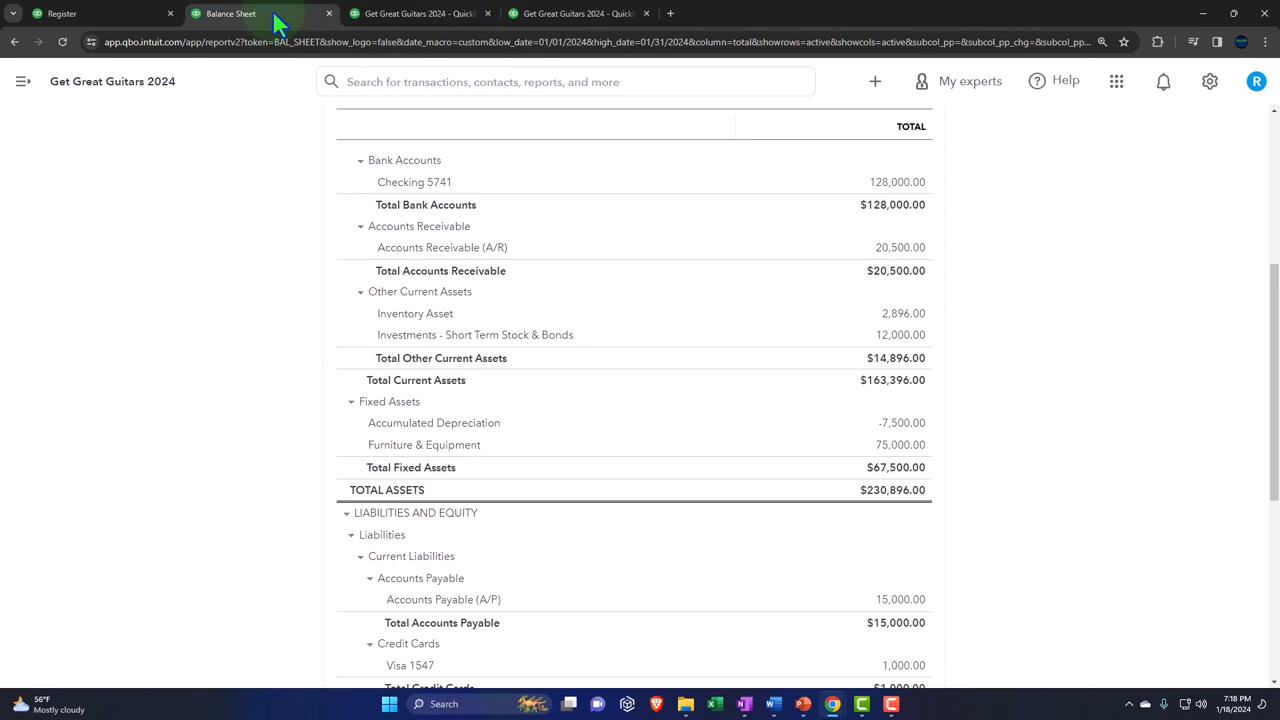 Register
Balance Sheet
Get Great Guitars 2024 - Quick
Get Great Guitars 2024 - Quick
app.qbo.intuit.com/app/reportv2?token=BAL_SHEET&show_logo=false&date_macro=custom&low_date=01/01/2024&high_date=01/31/2024&column=total&showrows=active&subcol_pp=&showcols=active&subcol_pp_chg=&subcol_pp...
Get Great Guitars 2024
Search for transactions, contacts, reports, and more
My experts
Help
R
TOTAL
Bank Accounts
Checking 5741 128,000.00
Total Bank Accounts $128,000.00
Accounts Receivable
Accounts Receivable (A/R) 20,500.00
Total Accounts Receivable $20,500.00
Other Current Assets
Inventory Asset 2,896.00
Investments - Short Term Stock & Bonds 12,000.00
Total Other Current Assets $14,896.00
Total Current Assets $163,396.00
Fixed Assets
Accumulated Depreciation -7,500.00
Furniture & Equipment 75,000.00
Total Fixed Assets $67,500.00
TOTAL ASSETS $230,896.00
LIABILITIES AND EQUITY
Liabilities
Current Liabilities
Accounts Payable
Accounts Payable (A/P) 15,000.00
Total Accounts Payable $15,000.00
Credit Cards
Visa 1547 1,000.00
Total Credit Cards $1,000.00
56°F
Mostly cloudy
Search
7:18 PM
1/18/2024